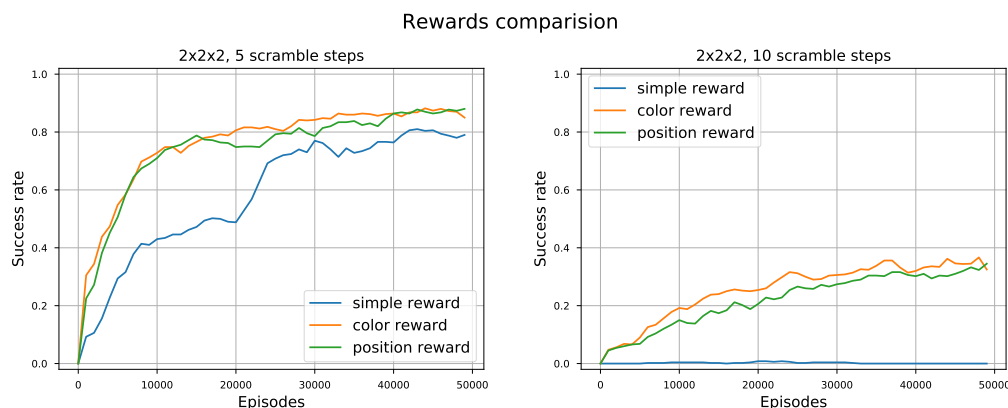 Rewards comparision
2x2x2, 5 scramble steps
1.0
0.8
0.6
0.4
0.2
0.0
Success rate
simple reward
color reward
position reward
0 10000 20000 30000 40000 50000
Episodes
2x2x2, 10 scramble steps
1.0
0.8
0.6
0.4
0.2
0.0
Success rate
simple reward
color reward
position reward
0 10000 20000 30000 40000 50000
Episodes